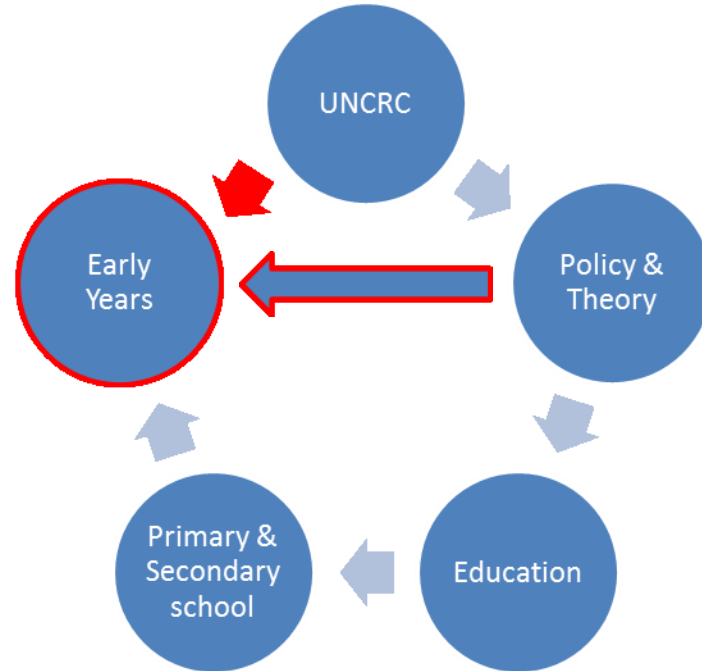 UNCRC
Early
Years
Policy &
Theory
Primary &
Secondary
school
Education